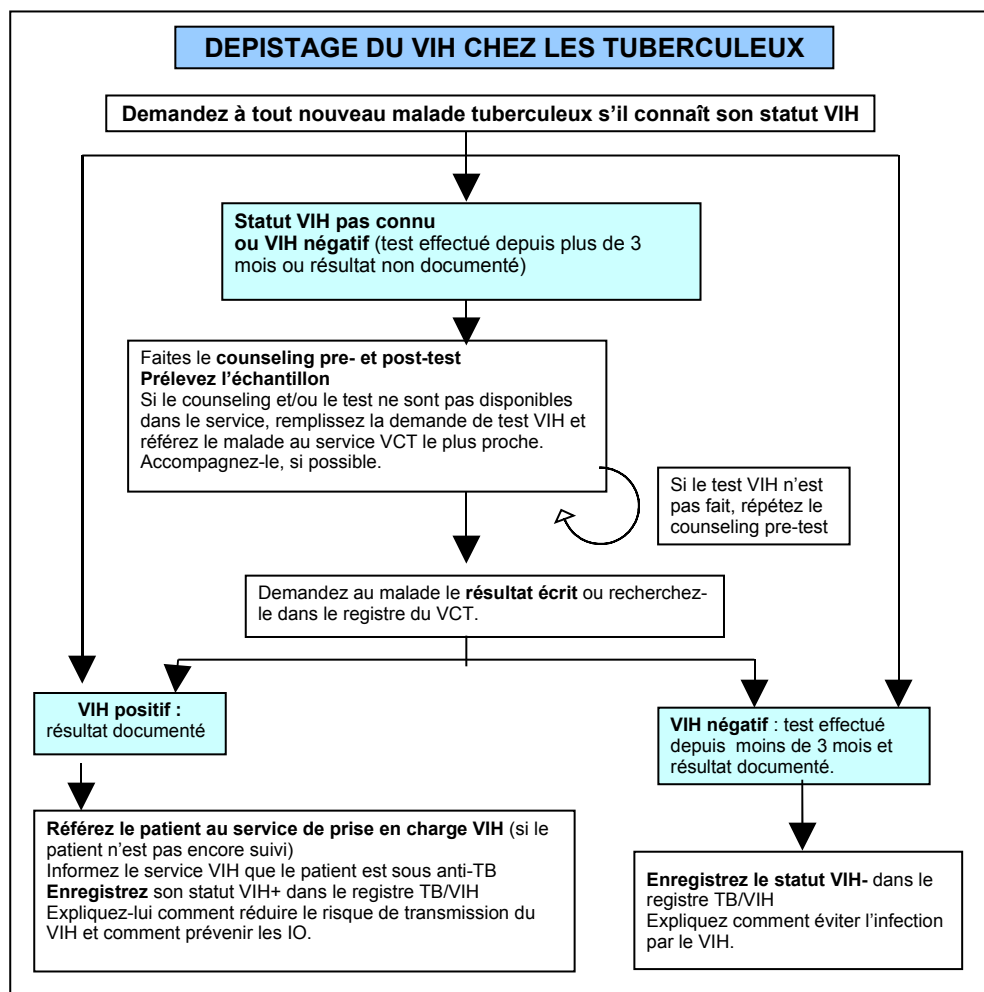 DEPISTAGE DU VIH CHEZ LES TUBERCULEUX
Demandez à tout nouveau malade tuberculeux s'il connaît son statut VIH
Statut VIH pas connu
ou VIH négatif (test effectué depuis plus de 3
mois ou résultat non documenté)
Faites le counseling pre- et post-test
Prélevez l'échantillon
Si le counseling et/ou le test ne sont pas disponibles
dans le service, remplissez la demande de test VIH et
référez le malade au service VCT le plus proche.
Accompagnez-le, si possible.
Si le test VIH n'est
pas fait, répétez le
counseling pre-test
Demandez au malade le résultat écrit ou recherchez-
le dans le registre du VCT.
VIH positif :
résultat documenté
VIH négatif : test effectué
depuis  moins de 3 mois et
résultat documenté.
Référez le patient au service de prise en charge VIH (si le
patient n'est pas encore suivi)
Informez le service VIH que le patient est sous anti-TB
Enregistrez son statut VIH+ dans le registre TB/VIH
Expliquez-lui comment réduire le risque de transmission du
VIH et comment prévenir les IO.
Enregistrez le statut VIH- dans le
registre TB/VIH
Expliquez comment éviter l'infection
par le VIH.